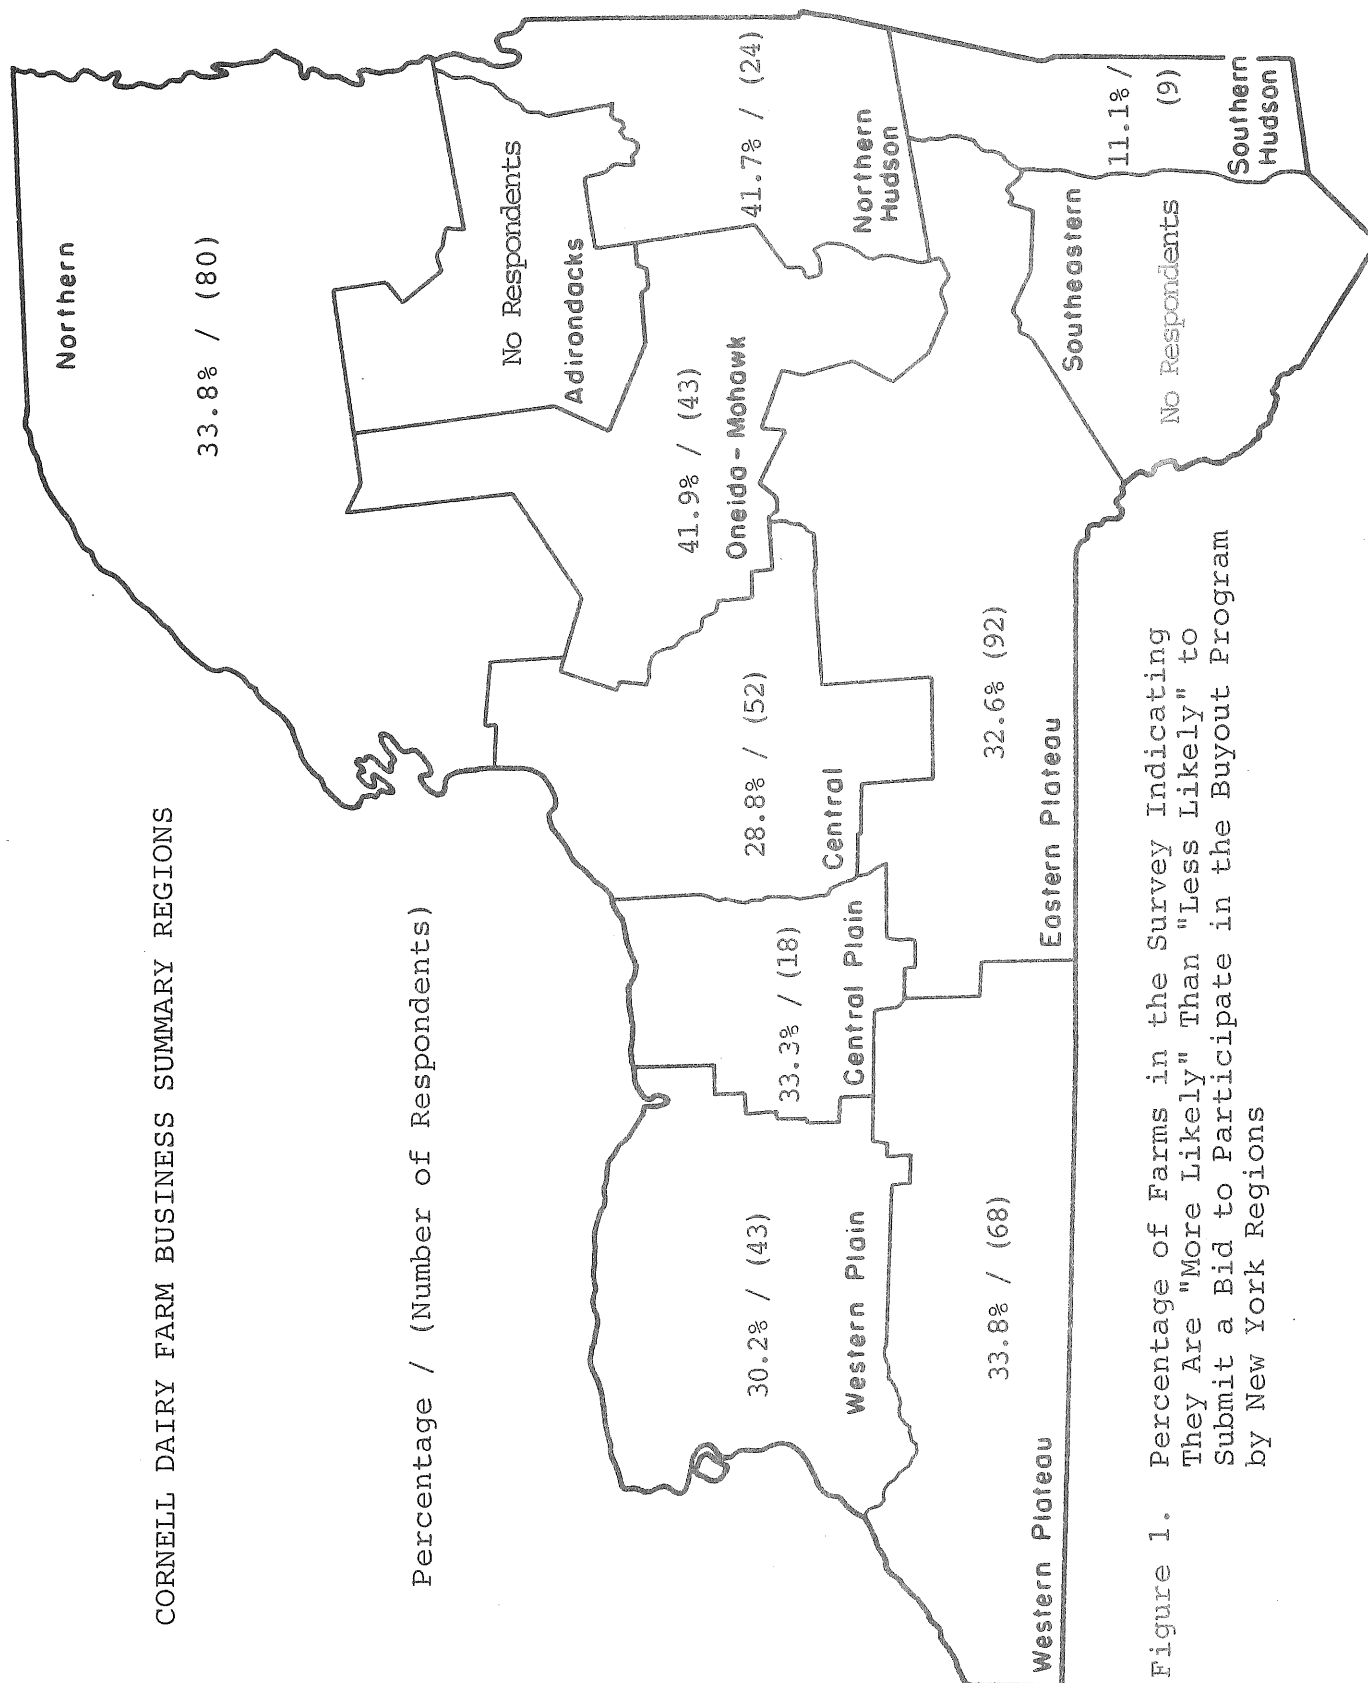 CORNELL DAIRY FARM BUSINESS SUMMARY REGIONS
Percentage / (Number of Respondents)
Northern
33.8% / (80)
No Respondents
Adirondacks
41.7% / (24)
Northern
Hudson
41.9% / (43)
Oneida-Mohawk
28.8% / (52)
Central
33.3% / (18)
Central Plain
30.2% / (43)
Western Plain
33.8% / (68)
Western Plateau
32.6% (92)
Eastern Plateau
Southeastern
No Respondents
11.1% /
(9)
Southern
Hudson
Figure 1. Percentage of Farms in the Survey Indicating
They Are "More Likely" Than "Less Likely" to
Submit a Bid to Participate in the Buyout Program
by New York Regions